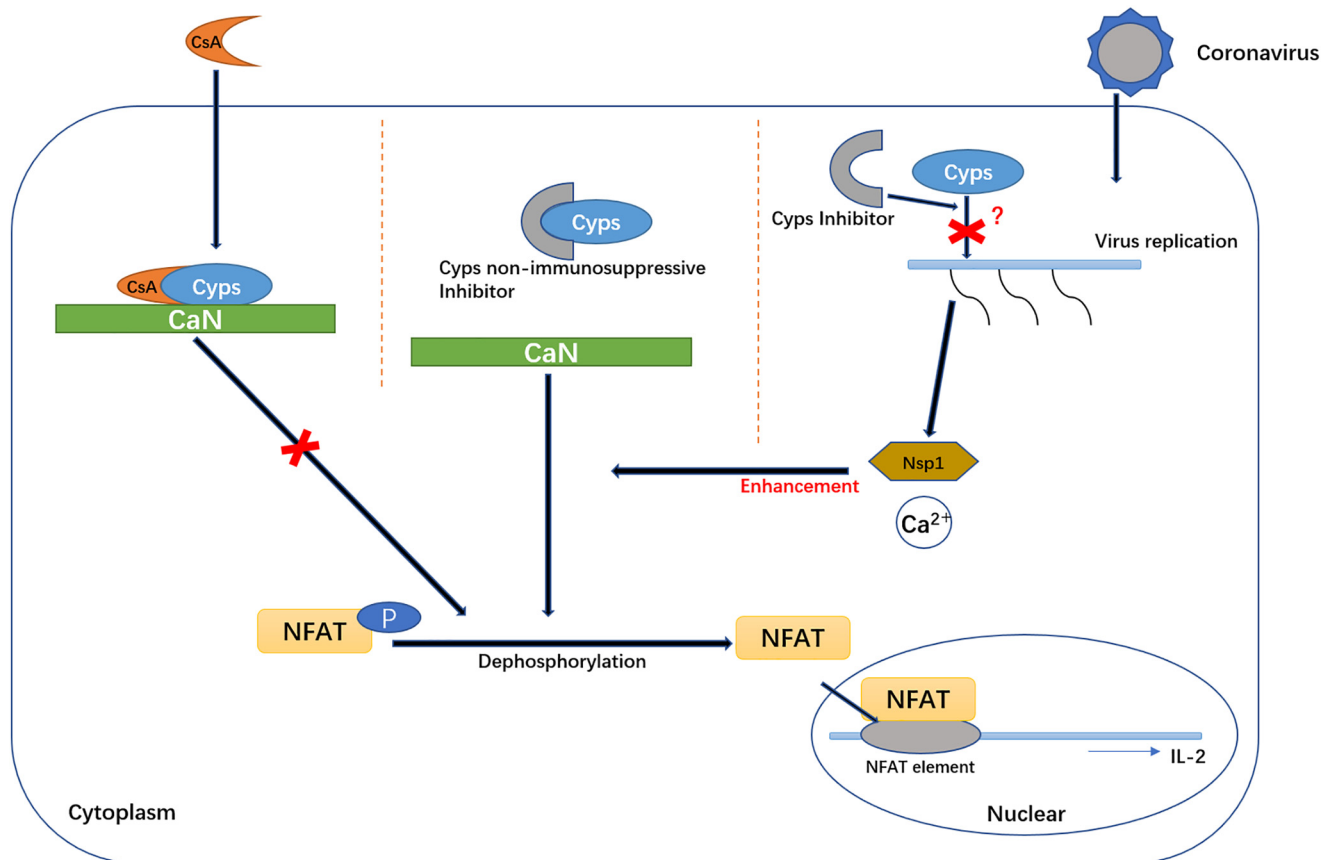 CsA
Coronavirus
Cyps
?
Cyps Inhibitor
Virus replication
Cyps
Cyps non-immunosuppressive
Inhibitor
CsA
Cyps
CaN
CaN
Nsp1
Enhancement
Ca²⁺
P
NFAT
Dephosphorylation
NFAT
NFAT
NFAT element
IL-2
Nuclear
Cytoplasm